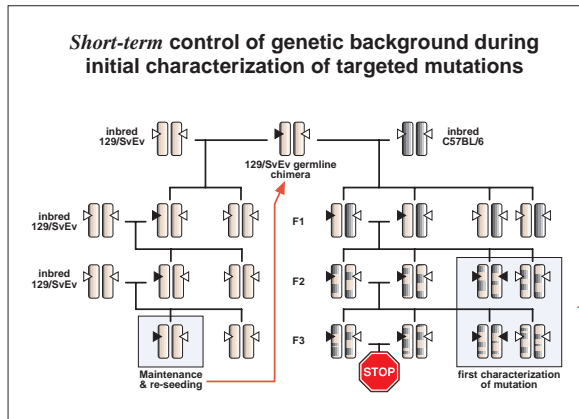 Short-term control of genetic background during
initial characterization of targeted mutations
inbred
129/SvEv
inbred
C57BL/6
129/SvEv germline
chimera
inbred
129/SvEv
F1
inbred
129/SvEv
F2
F3
Maintenance
& re-seeding
STOP
first characterization
of mutation